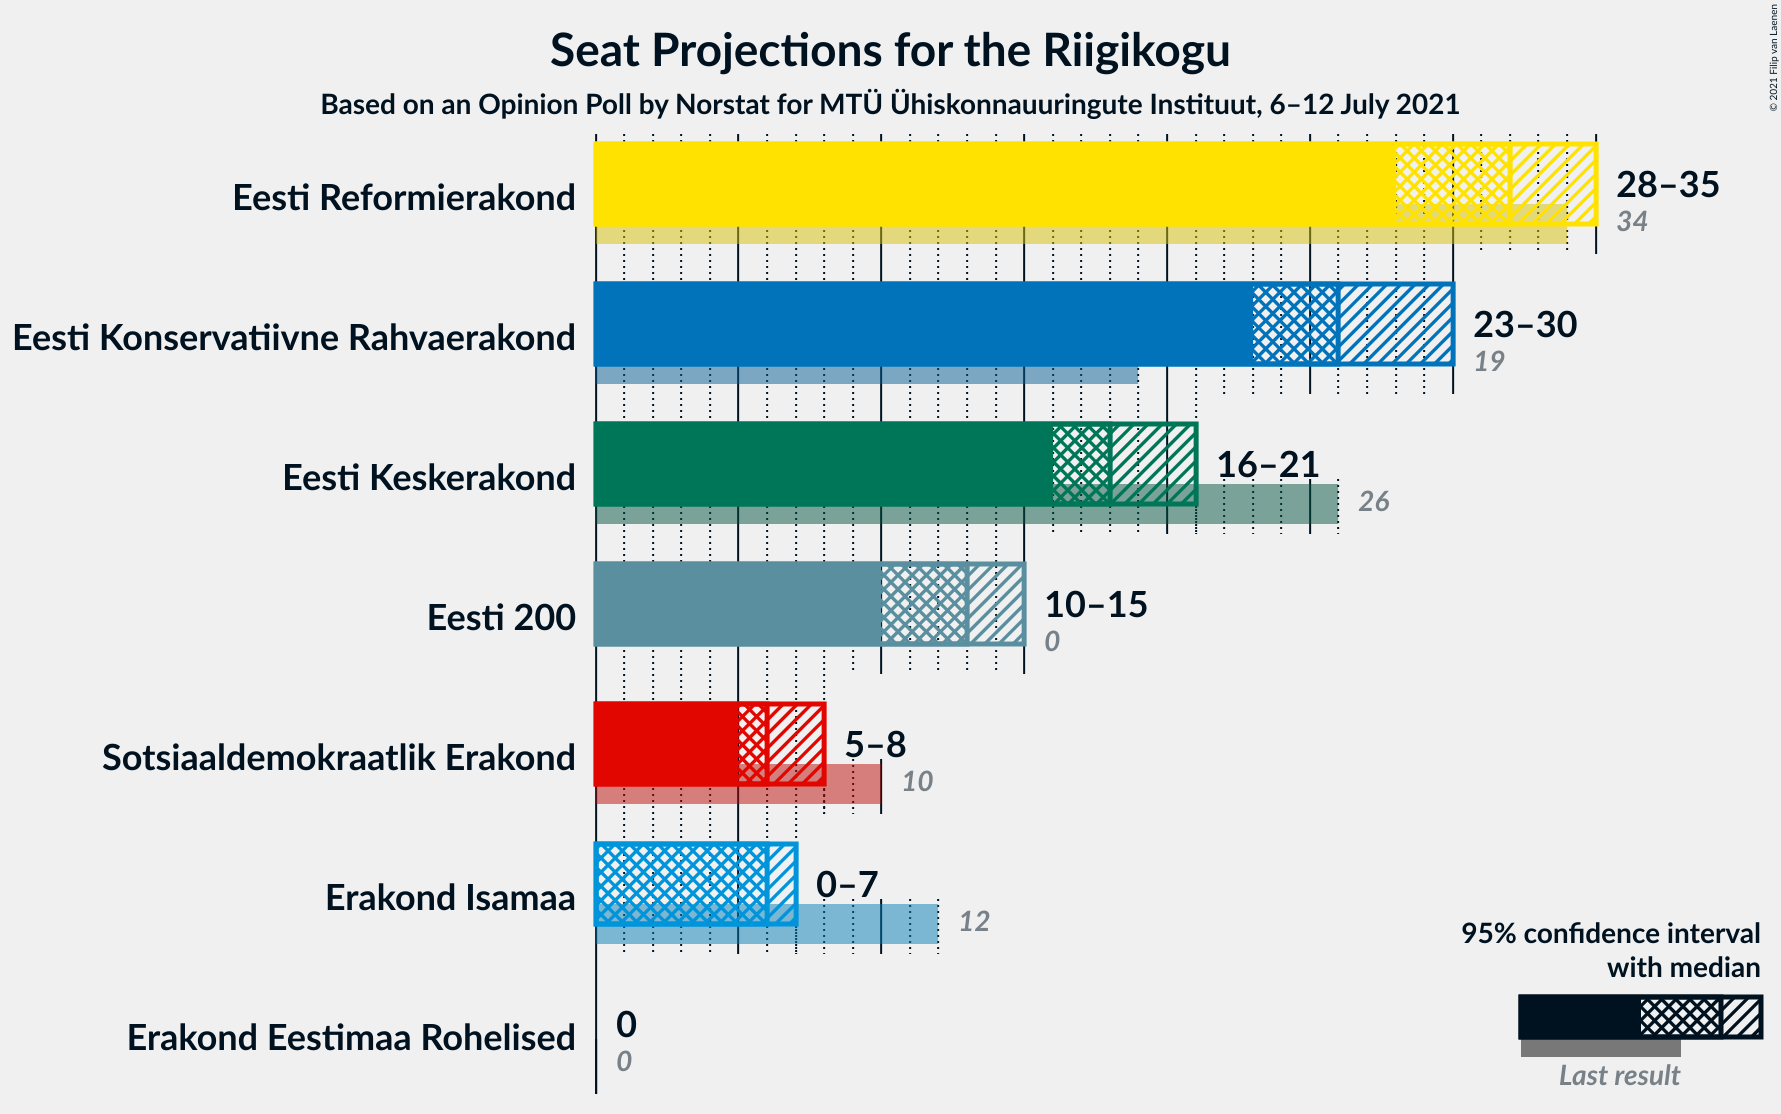 Seat Projections for the Riigikogu
Based on an Opinion Poll by Norstat for MTÜ Ühiskonnauuringute Instituut, 6–12 July 2021
© 2021 Filip van Laenen
Eesti Reformierakond
28–35
34
Eesti Konservatiivne Rahvaerakond
23–30
19
Eesti Keskerakond
16–21
26
Eesti 200
10–15
0
Sotsiaaldemokraatlik Erakond
5–8
10
Erakond Isamaa
0–7
12
Erakond Eestimaa Rohelised
0
0
95% confidence interval
with median
Last result